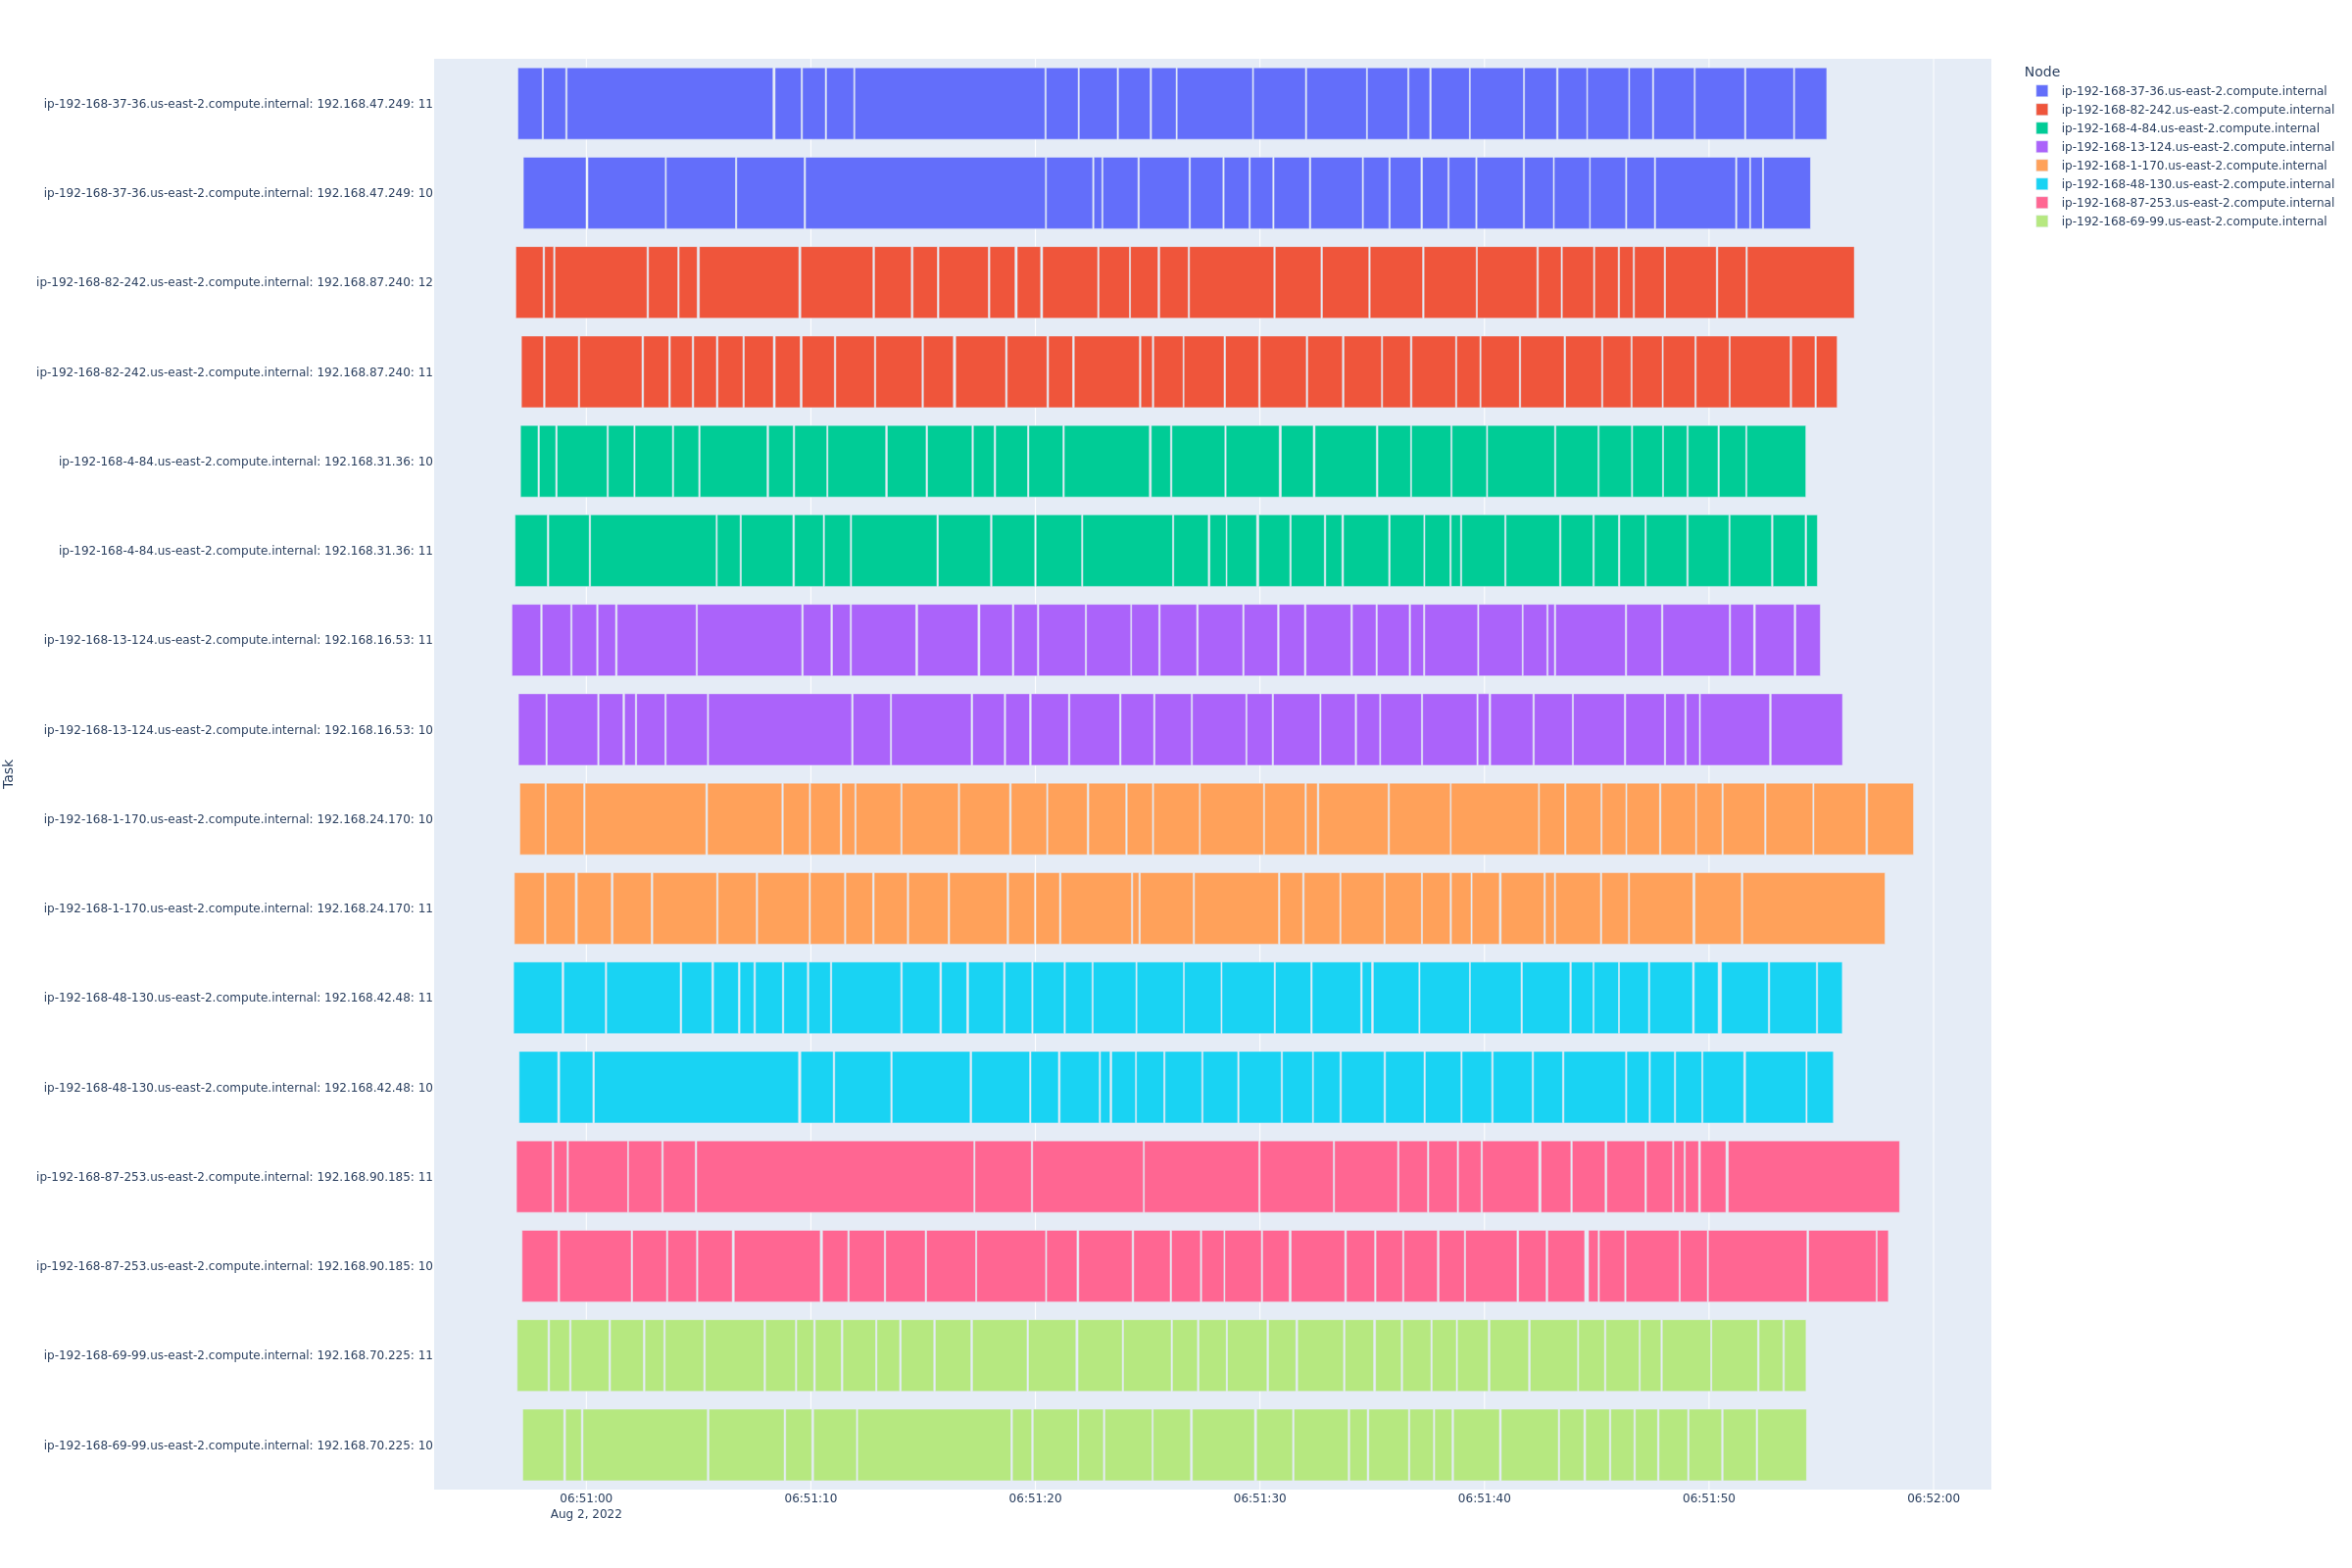 ip-192-168-37-36.us-east-2.compute.internal: 192.168.47.249: 11
ip-192-168-37-36.us-east-2.compute.internal: 192.168.47.249: 10
ip-192-168-82-242.us-east-2.compute.internal: 192.168.87.240: 12
ip-192-168-82-242.us-east-2.compute.internal: 192.168.87.240: 11
ip-192-168-4-84.us-east-2.compute.internal: 192.168.31.36: 10
ip-192-168-4-84.us-east-2.compute.internal: 192.168.31.36: 11
ip-192-168-13-124.us-east-2.compute.internal: 192.168.16.53: 11
ip-192-168-13-124.us-east-2.compute.internal: 192.168.16.53: 10
Task
ip-192-168-1-170.us-east-2.compute.internal: 192.168.24.170: 10
ip-192-168-1-170.us-east-2.compute.internal: 192.168.24.170: 11
ip-192-168-48-130.us-east-2.compute.internal: 192.168.42.48: 11
ip-192-168-48-130.us-east-2.compute.internal: 192.168.42.48: 10
ip-192-168-87-253.us-east-2.compute.internal: 192.168.90.185: 11
ip-192-168-87-253.us-east-2.compute.internal: 192.168.90.185: 10
ip-192-168-69-99.us-east-2.compute.internal: 192.168.70.225: 11
ip-192-168-69-99.us-east-2.compute.internal: 192.168.70.225: 10
06:51:00 06:51:10 06:51:20 06:51:30 06:51:40 06:51:50 06:52:00
Aug 2, 2022
Node
ip-192-168-37-36.us-east-2.compute.internal
ip-192-168-82-242.us-east-2.compute.internal
ip-192-168-4-84.us-east-2.compute.internal
ip-192-168-13-124.us-east-2.compute.internal
ip-192-168-1-170.us-east-2.compute.internal
ip-192-168-48-130.us-east-2.compute.internal
ip-192-168-87-253.us-east-2.compute.internal
ip-192-168-69-99.us-east-2.compute.internal